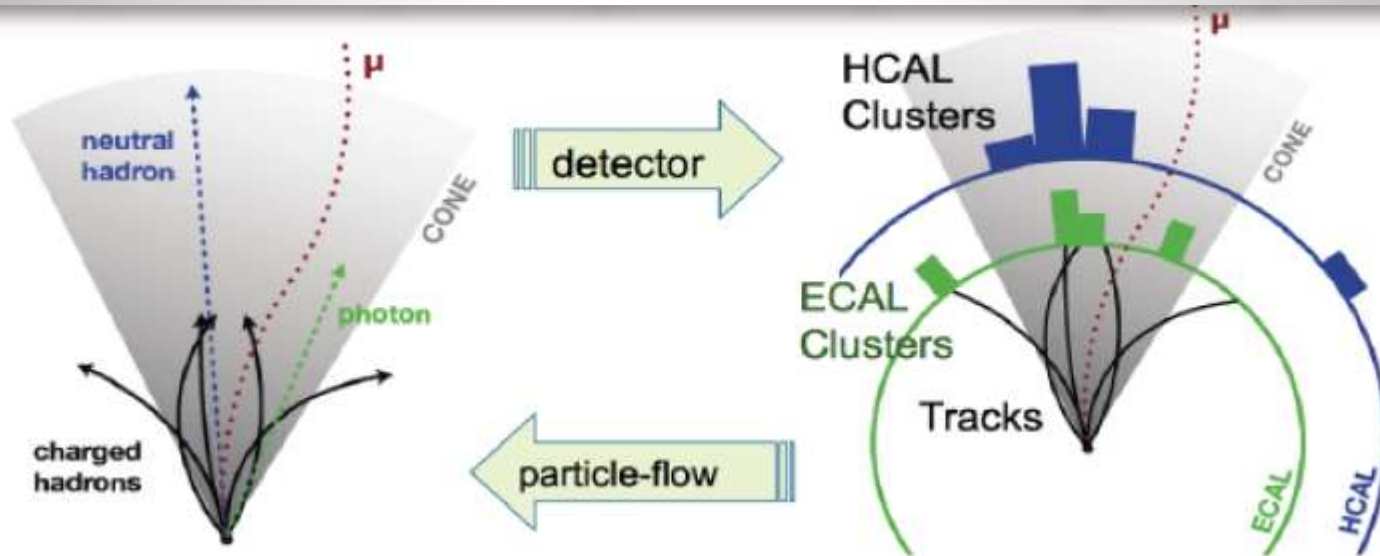 μ
neutral
hadron
CONE
photon
charged
hadrons
detector
particle-flow
μ
HCAL
Clusters
CONE
ECAL
Clusters
Tracks
ECAL
HCAL